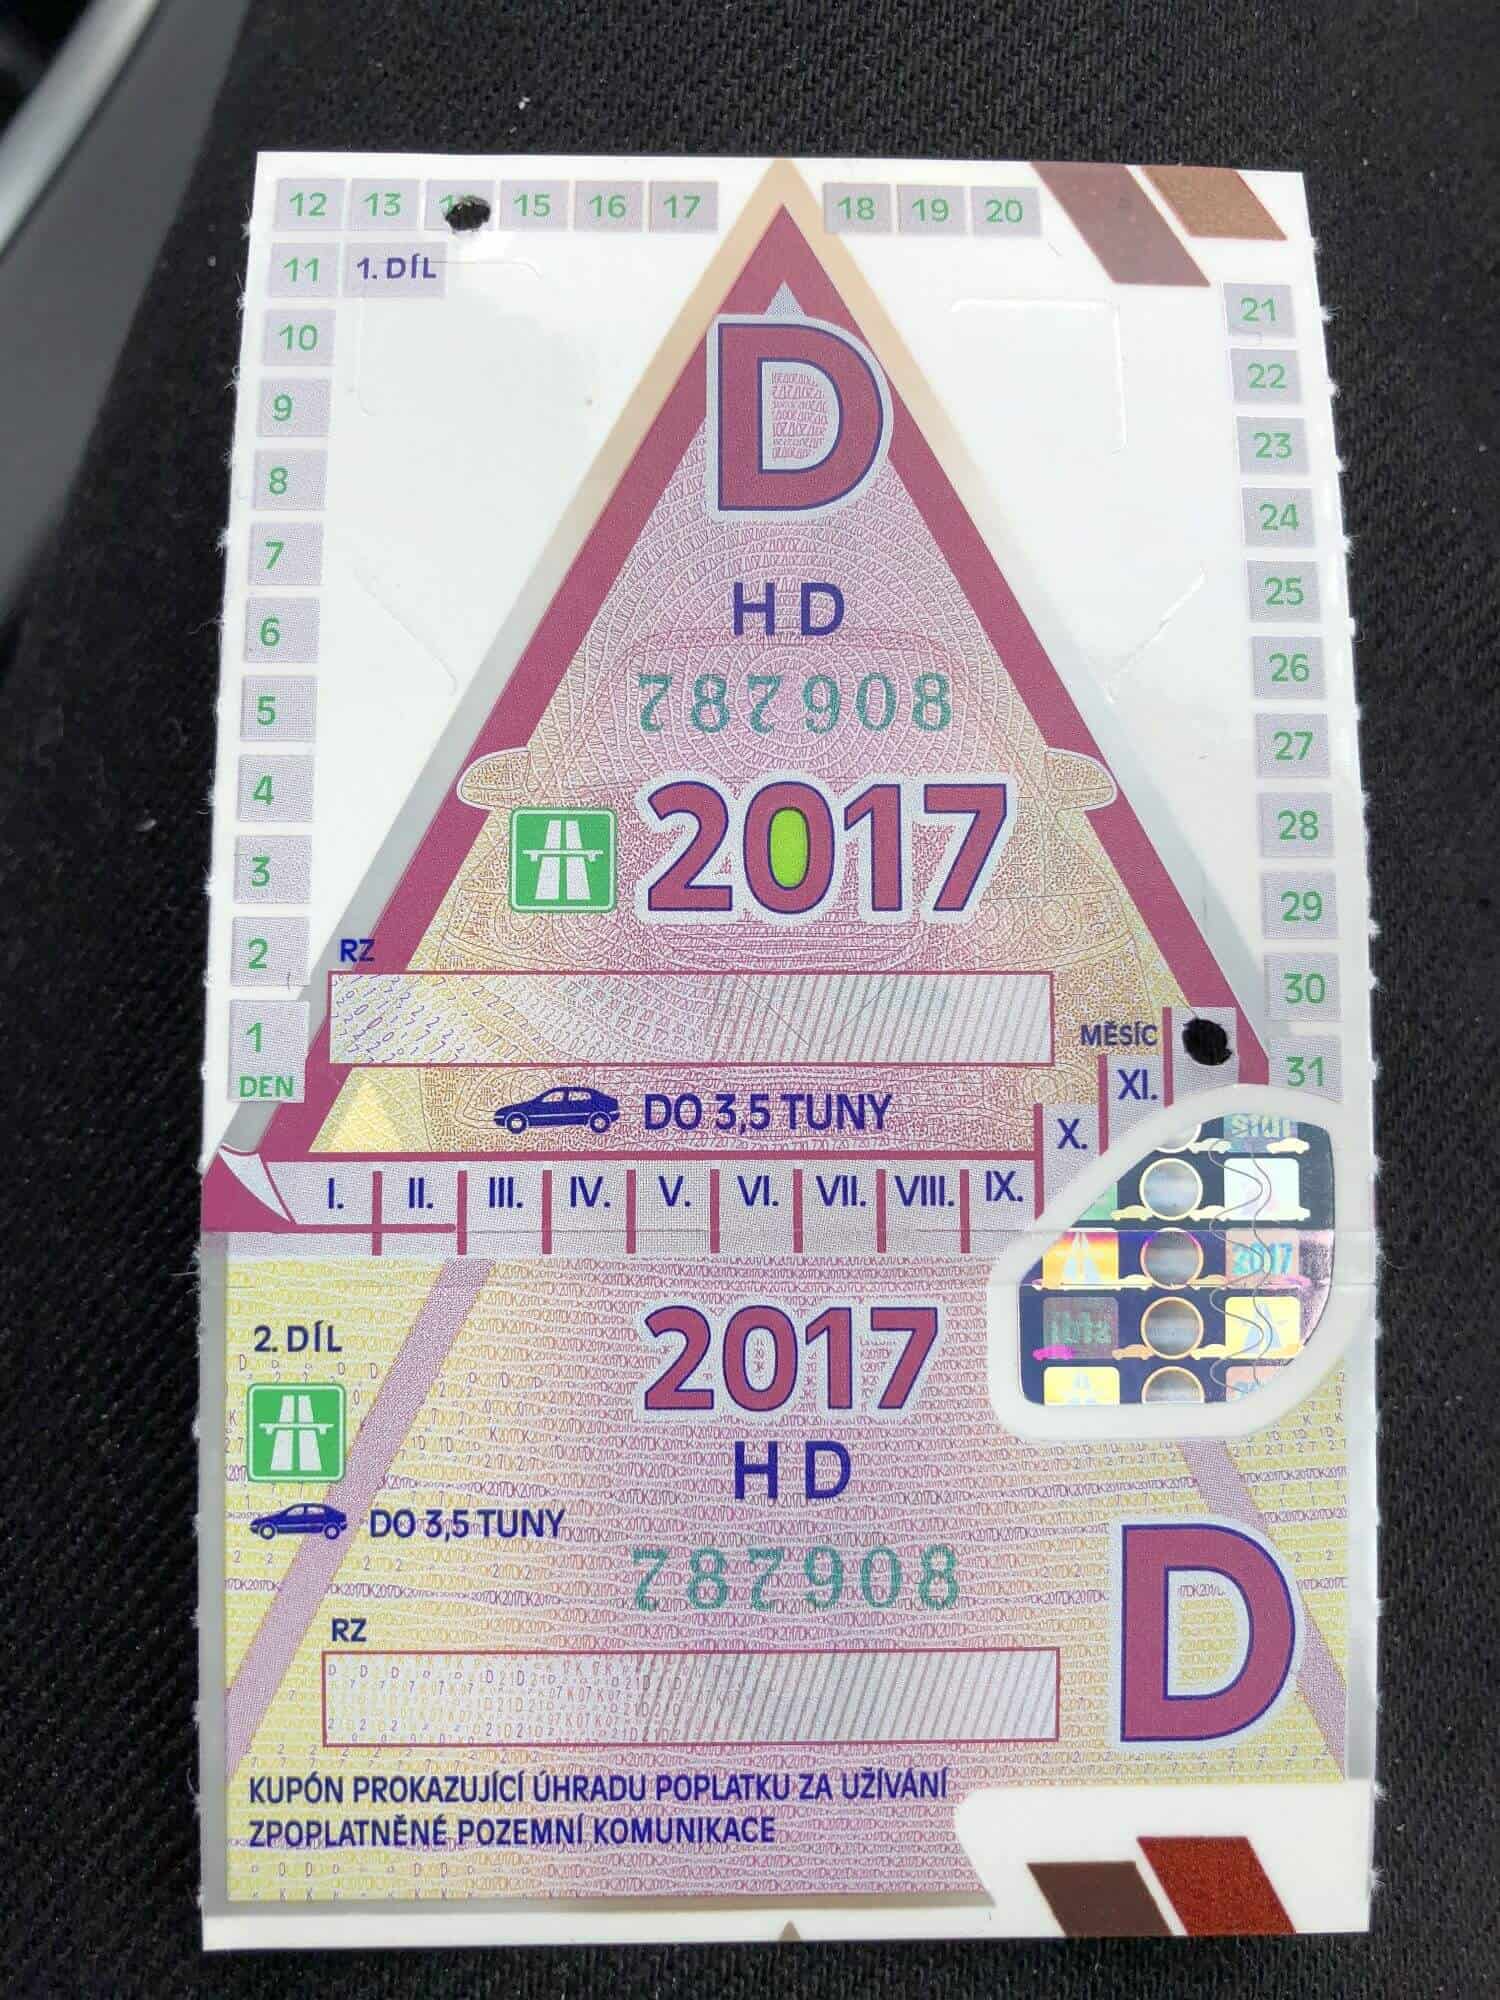 12 13 15 16 17 18 19 20
11 1. DÍL
10
9
8
7
6
5
4
3
2
1
DEN
21
22
23
24
25
26
27
28
29
30
31
D
HD
787908
2017
RZ
MĚSÍC
DO 3,5 TUNY
I. II. III. IV. V. VI. VII. VIII. IX. X. XI.
2017
2. DÍL
2017
HD
DO 3,5 TUNY
787908
D
RZ
KUPÓN PROKAZUJÍCÍ ÚHRADU POPLATKU ZA UŽÍVÁNÍ
ZPOPLATNĚNÉ POZEMNÍ KOMUNIKACE